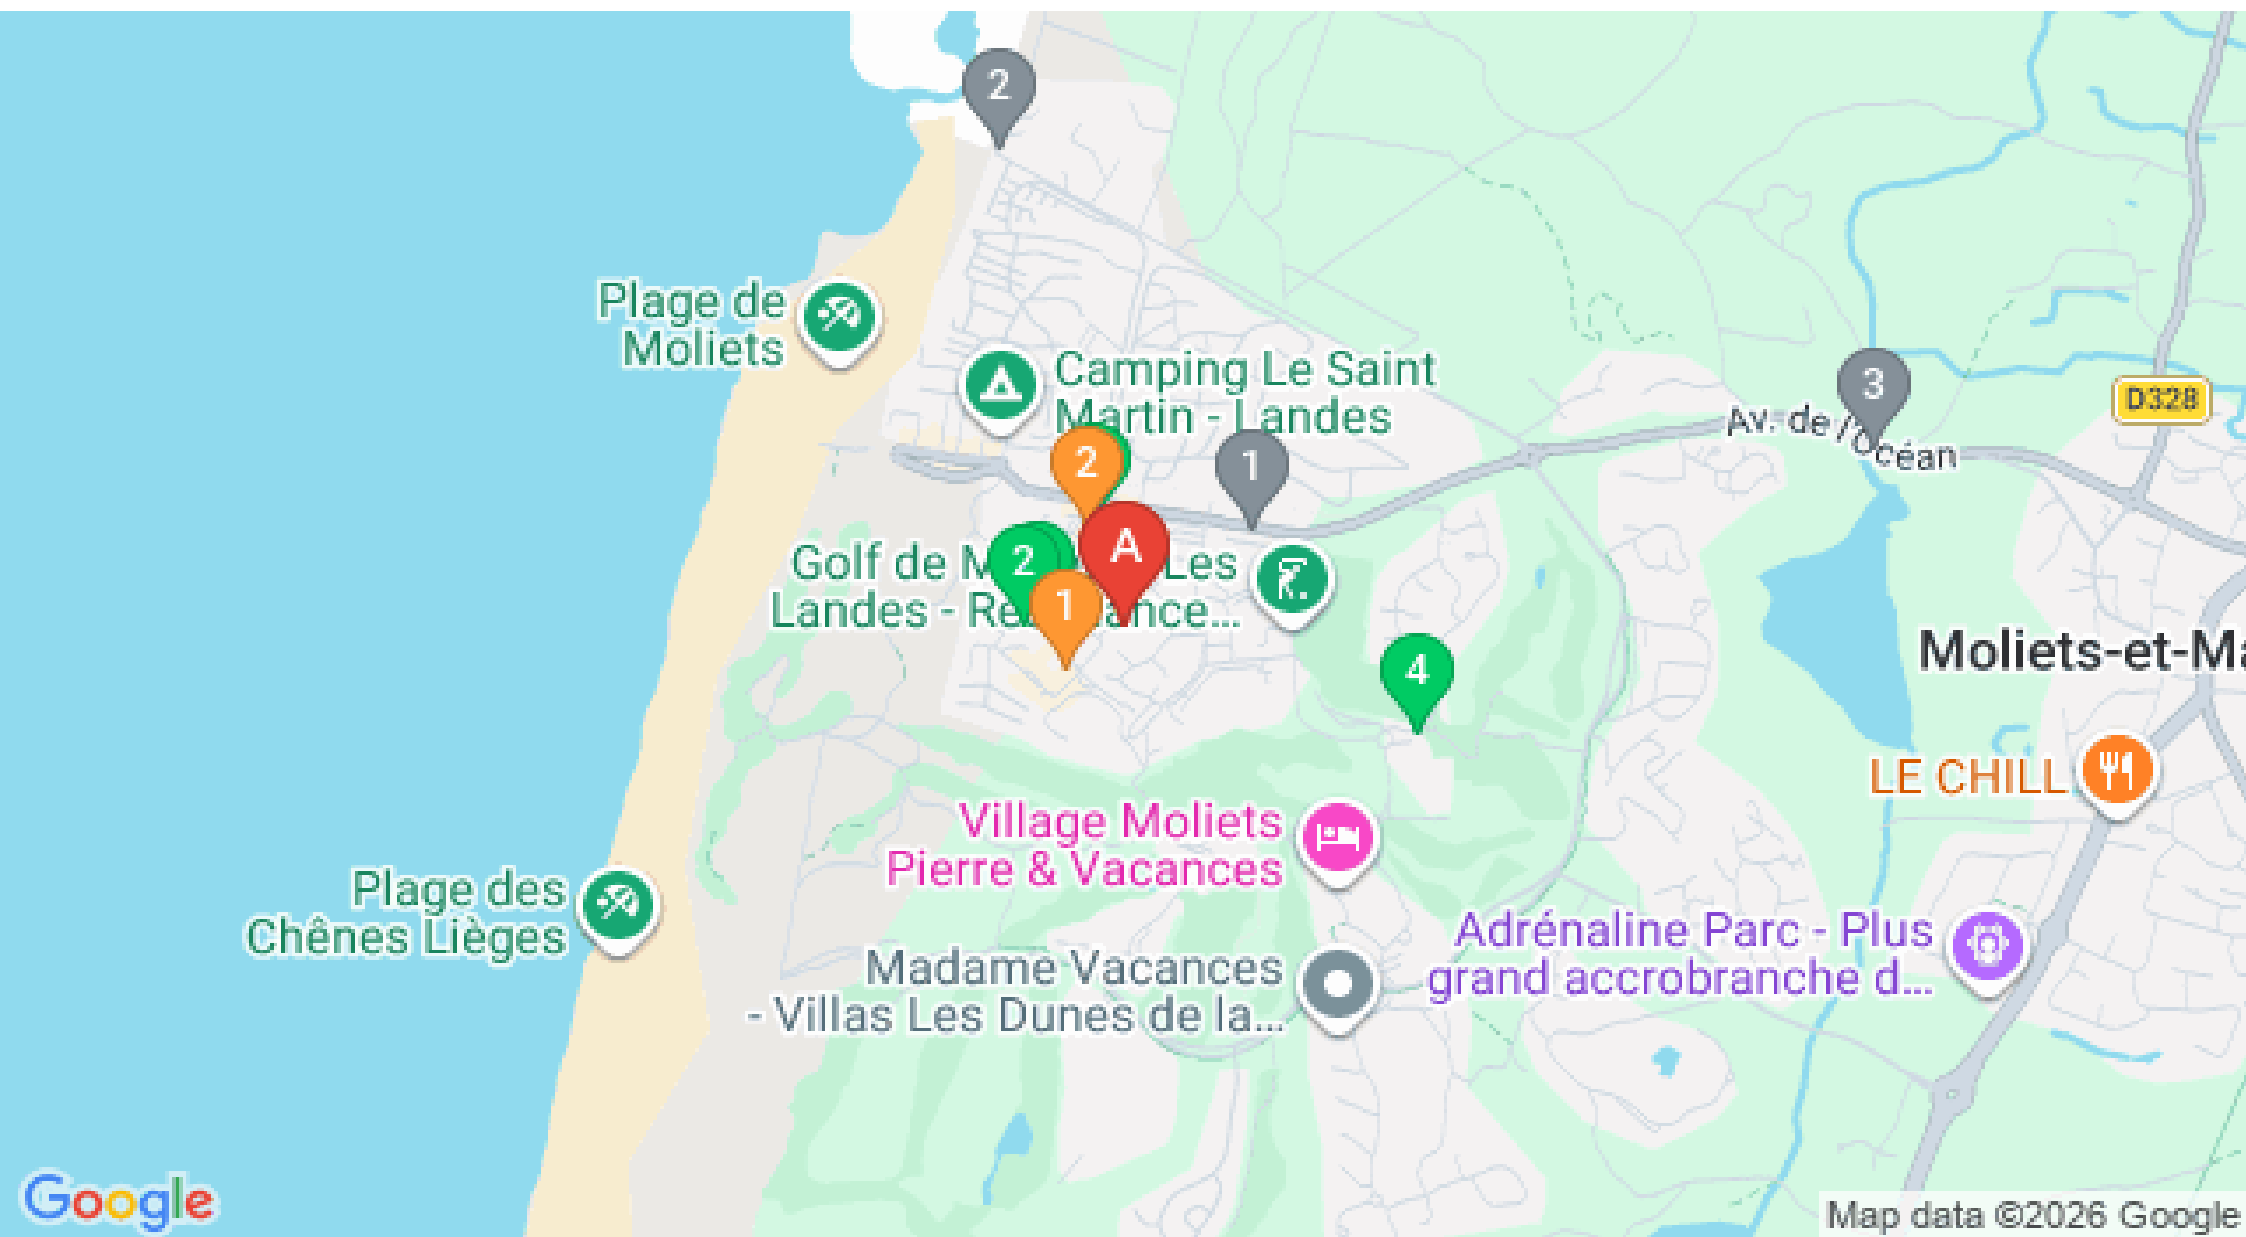 2
Plage de
Moliets
Camping Le Saint
Martin - Landes
3
D328
Av. de l'Océan
2
1
A
2
Golf de M Les
Landes - Ré ance...
1
4
Moliets-et-Ma
LE CHILL
Village Moliets
Pierre & Vacances
Plage des
Chênes Lièges
Adrénaline Parc - Plus
grand accrobranche d...
Madame Vacances
- Villas Les Dunes de la...
Google
Map data ©2026 Google